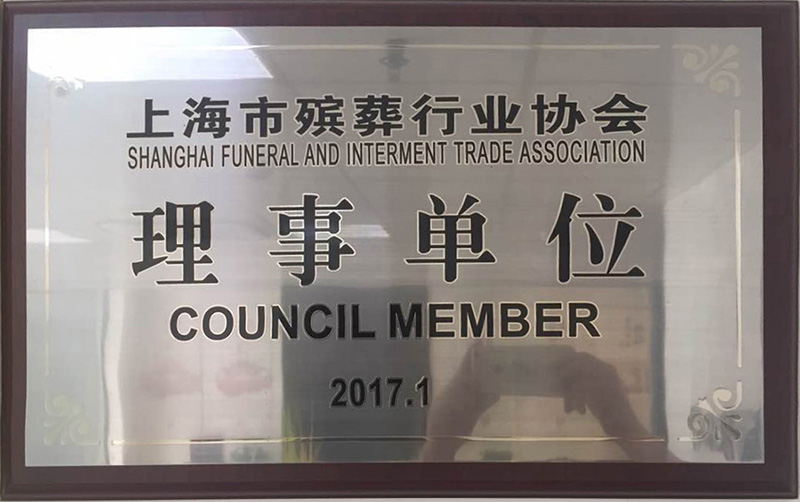 上海市殡葬行业协会
SHANGHAI FUNERAL AND INTERMENT TRADE ASSOCIATION
理事单位
COUNCIL MEMBER
2017.1